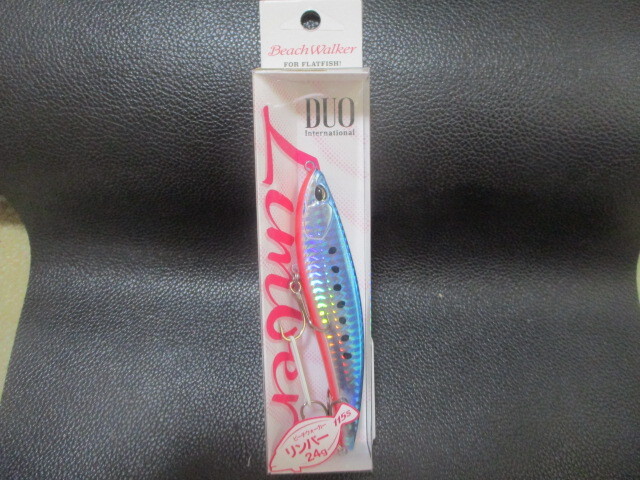 Beach Walker
FOR FLATFISH!
DUO
International
Limber
ビーチウォーカー
115S
リンバー
24g